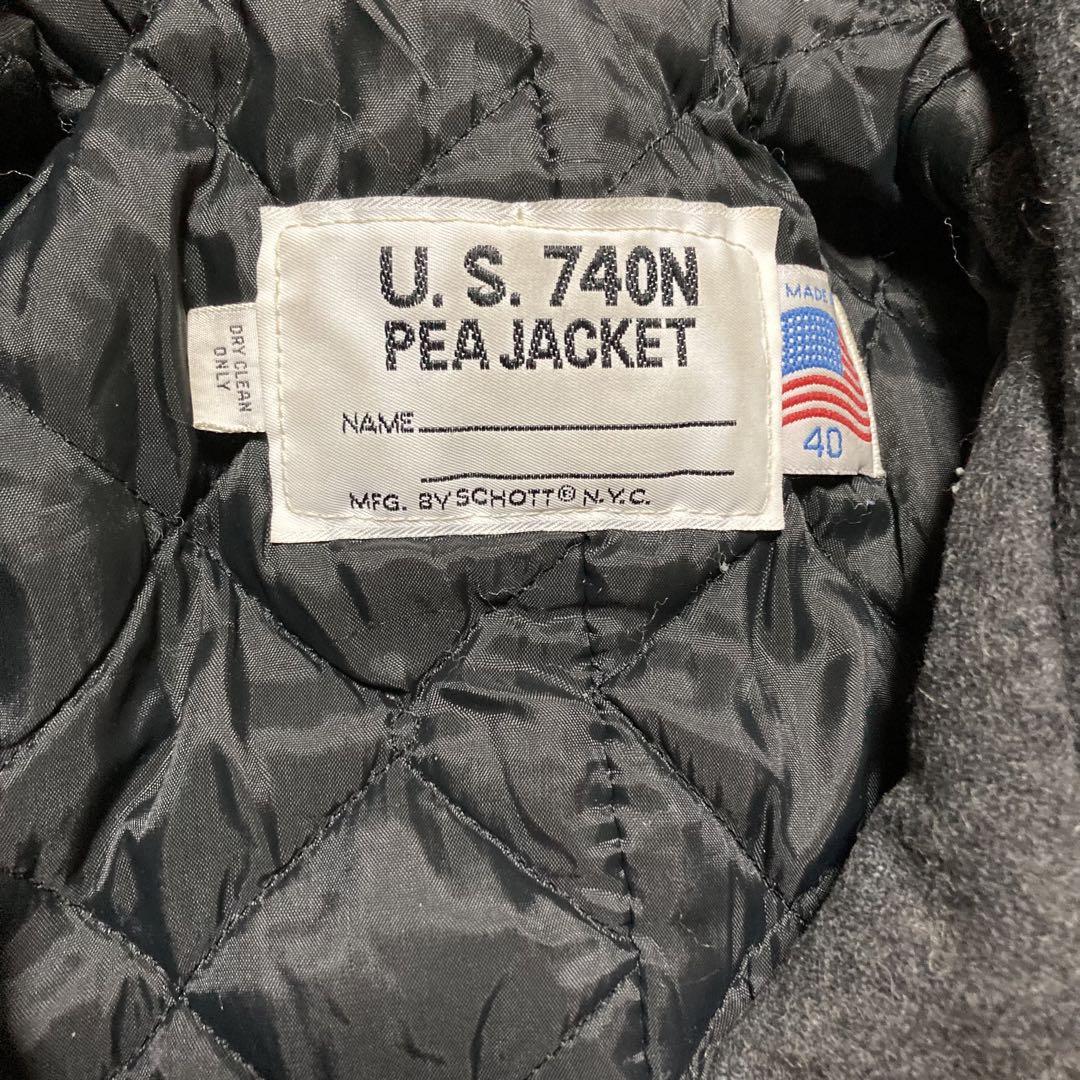 U. S. 740N
PEA JACKET
NAME
MFG. BY SCHOTT® N.Y.C.
DRY CLEAN
ONLY
MADE
40